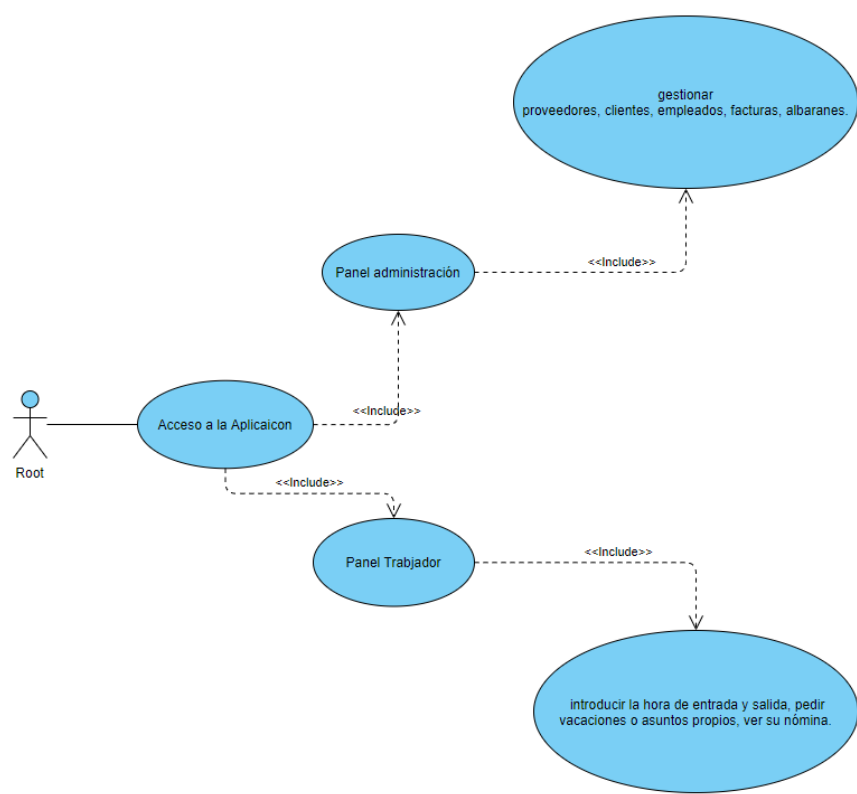 gestionar
proveedores, clientes, empleados, facturas, albaranes.
<<Include>>
Panel administración
<<Include>>
Acceso a la Aplicaicon
Root
<<Include>>
Panel Trabjador
<<Include>>
introducir la hora de entrada y salida, pedir
vacaciones o asuntos propios, ver su nómina.